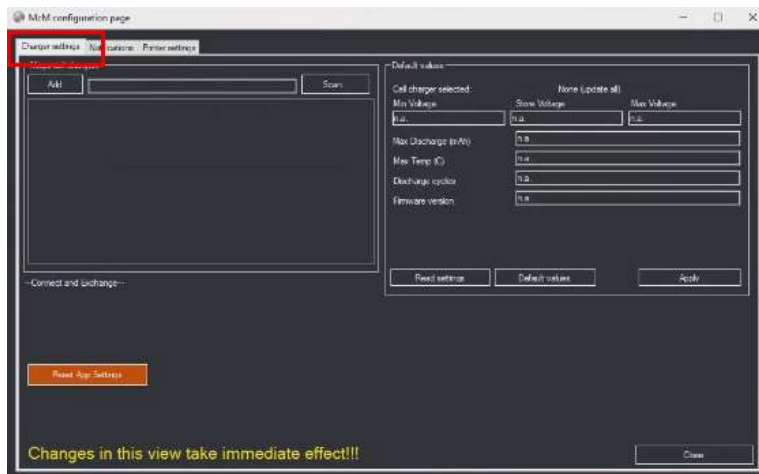 McM configuration page
Charger settings Notifications Printer settings
Add
Scan
Default values
Cell charger selected: None (update all)
Min Voltage Store Voltage Max Voltage
n.a. n.a. n.a.
Max Discharge (mAh) n.a.
Max Temp (C) n.a.
Discharge cycles n.a.
Firmware version n.a.
Read settings Default values Apply
Connect and Exchange
Reset App Settings
Changes in this view take immediate effect!!!
Close